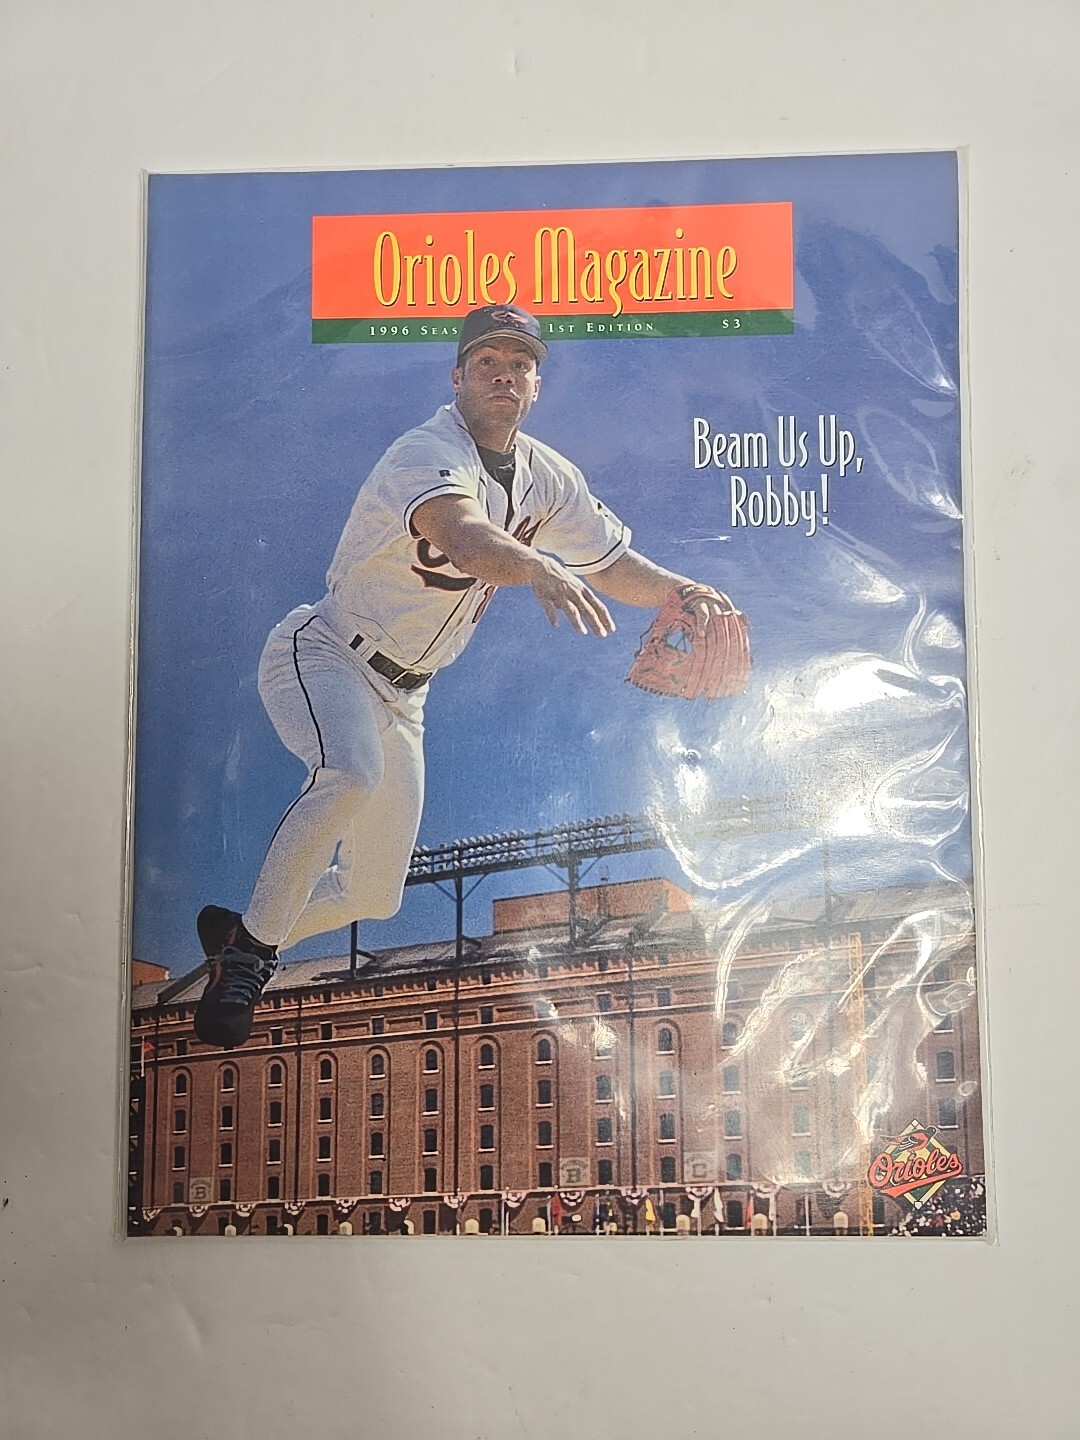 Orioles Magazine
1996 Seas 1st Edition $3
Beam Us Up,
Robby!
Orioles
B
B
C